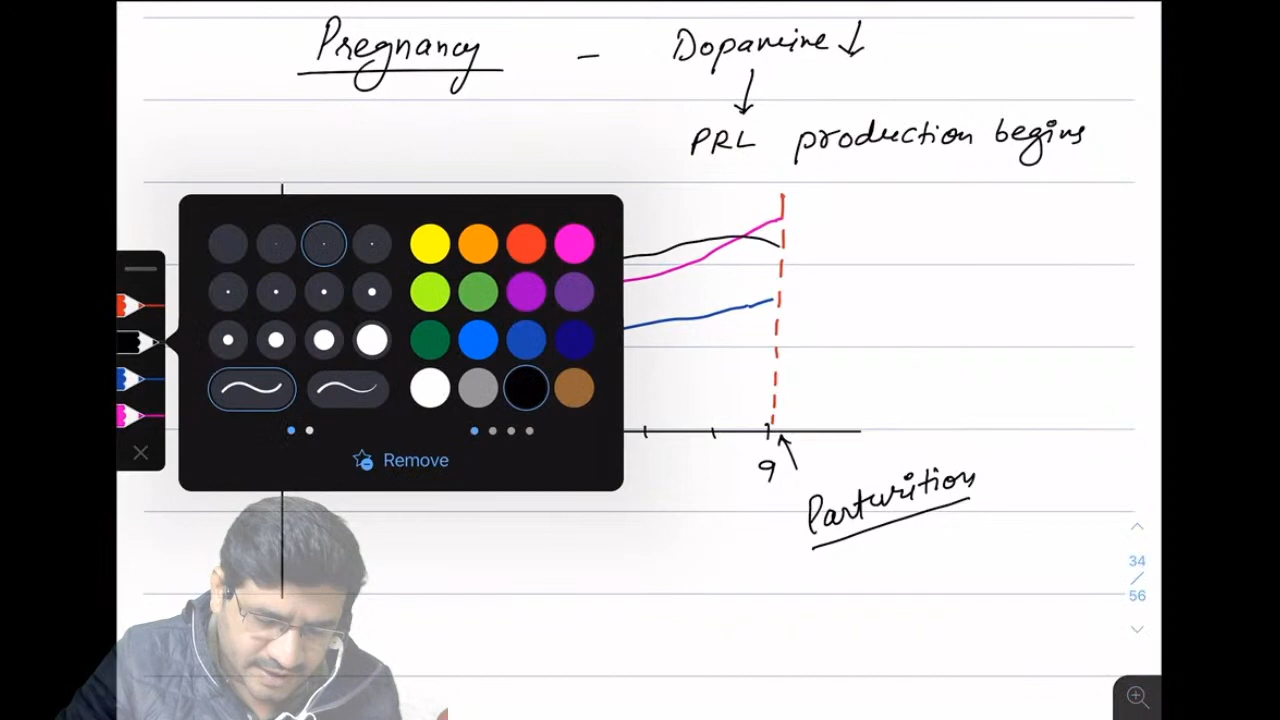 Pregnancy - Dopamine ↓
↓
PRL production begins
Remove
9
Parturition
34
/
56